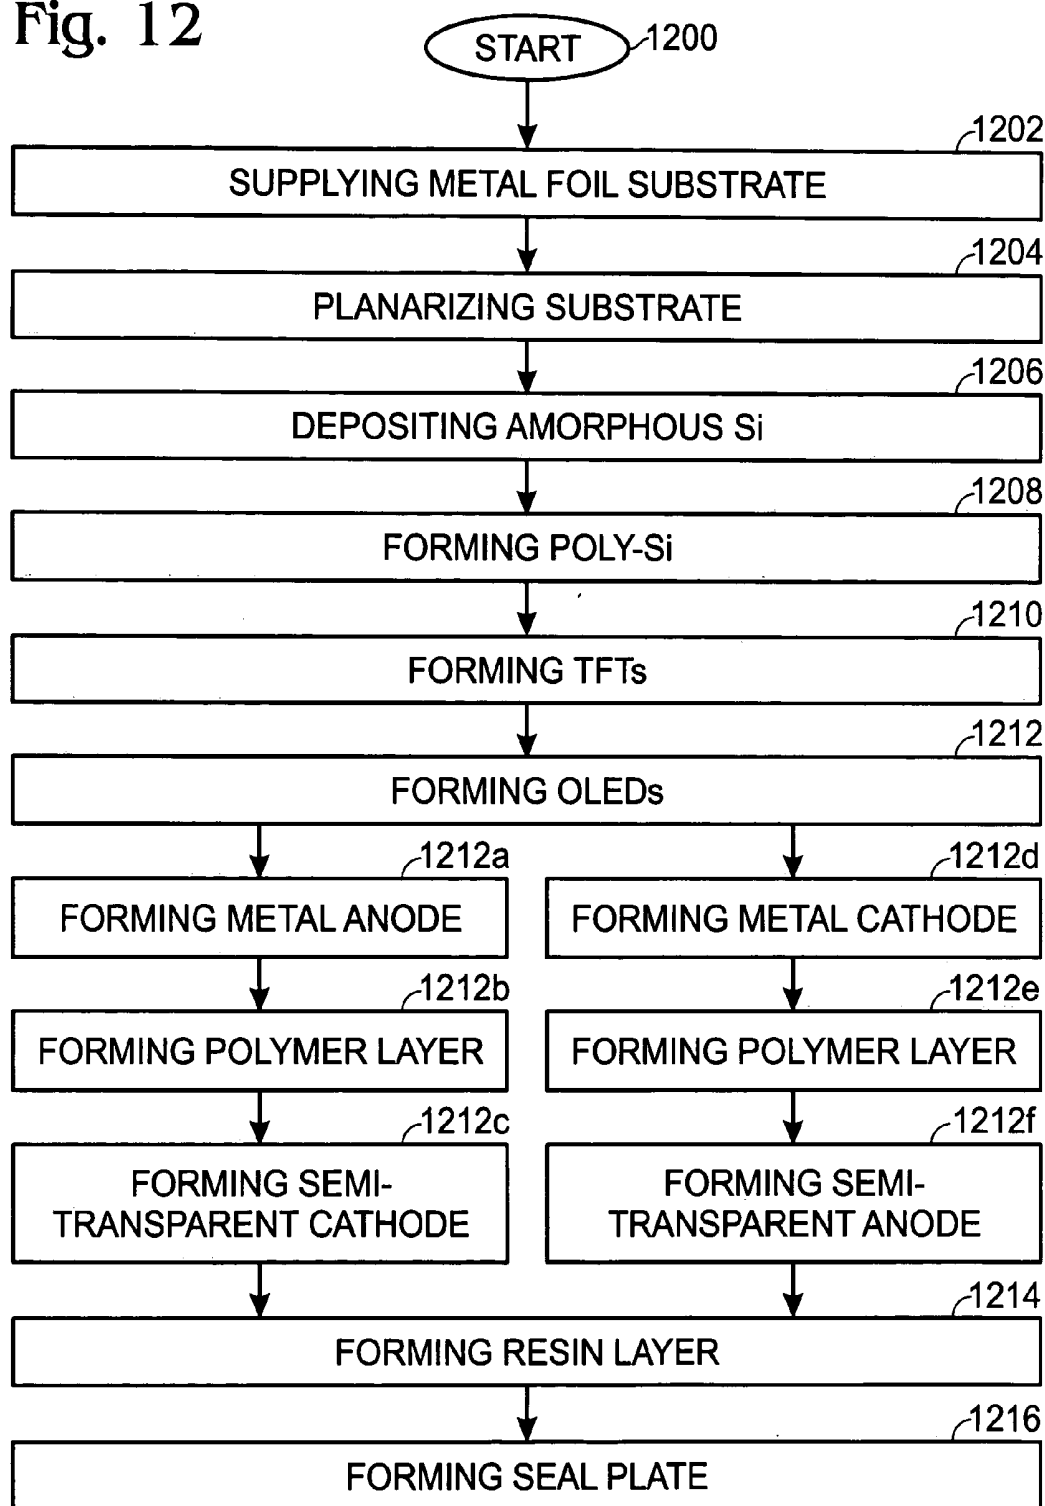 Fig. 12
START
1200
1202
SUPPLYING METAL FOIL SUBSTRATE
1204
PLANARIZING SUBSTRATE
1206
DEPOSITING AMORPHOUS Si
1208
FORMING POLY-Si
1210
FORMING TFTs
1212
FORMING OLEDs
1212a
FORMING METAL ANODE
1212b
FORMING POLYMER LAYER
1212c
FORMING SEMI-
TRANSPARENT CATHODE
1212d
FORMING METAL CATHODE
1212e
FORMING POLYMER LAYER
1212f
FORMING SEMI-
TRANSPARENT ANODE
1214
FORMING RESIN LAYER
1216
FORMING SEAL PLATE